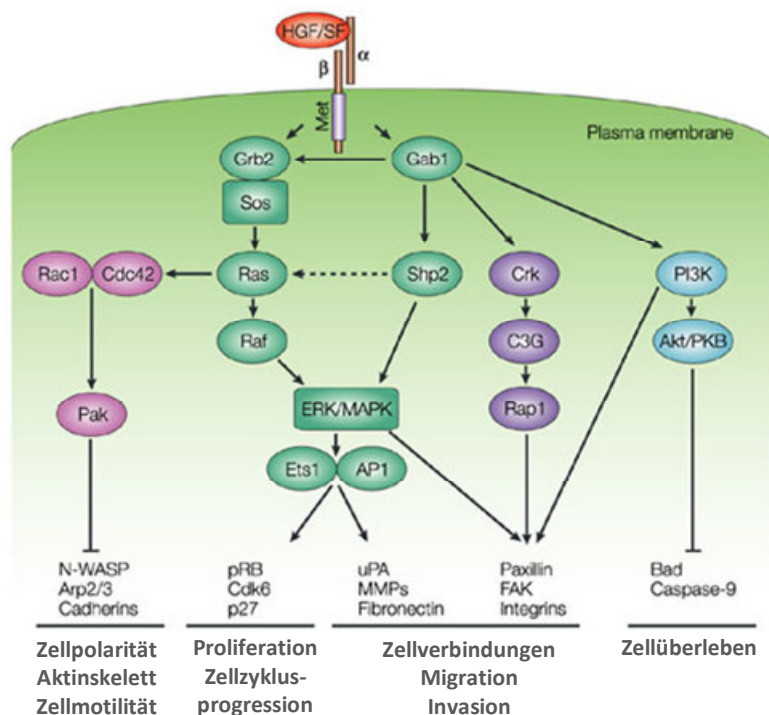 HGF/SF
α
β
Met
Plasma membrane
Grb2
Gab1
Sos
Rac1
Cdc42
Ras
Shp2
Crk
PI3K
Raf
C3G
Akt/PKB
Pak
ERK/MAPK
Rap1
Ets1
AP1
N-WASP
Arp2/3
Cadherins
pRB
Cdk6
p27
uPA
MMPs
Fibronectin
Paxillin
FAK
Integrins
Bad
Caspase-9
Zellpolarität
Aktinskelett
Zellmotilität
Proliferation
Zellzyklus-
progression
Zellverbindungen
Migration
Invasion
Zellüberleben